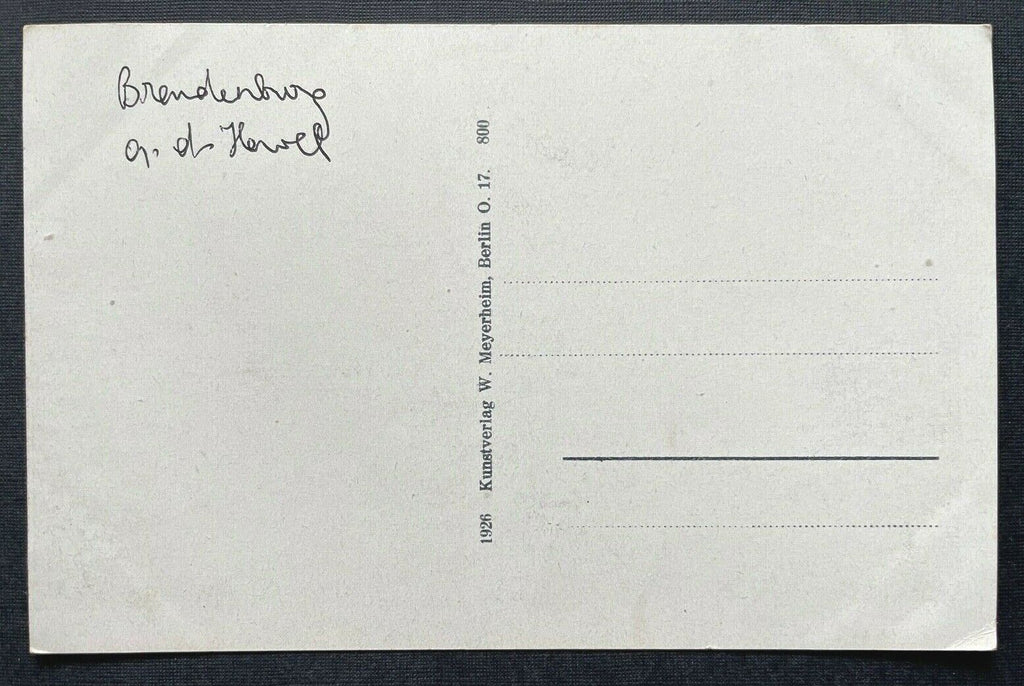 Brandenburg
a. d. Havel
1926 Kunstverlag W. Meyerheim, Berlin O. 17. 800